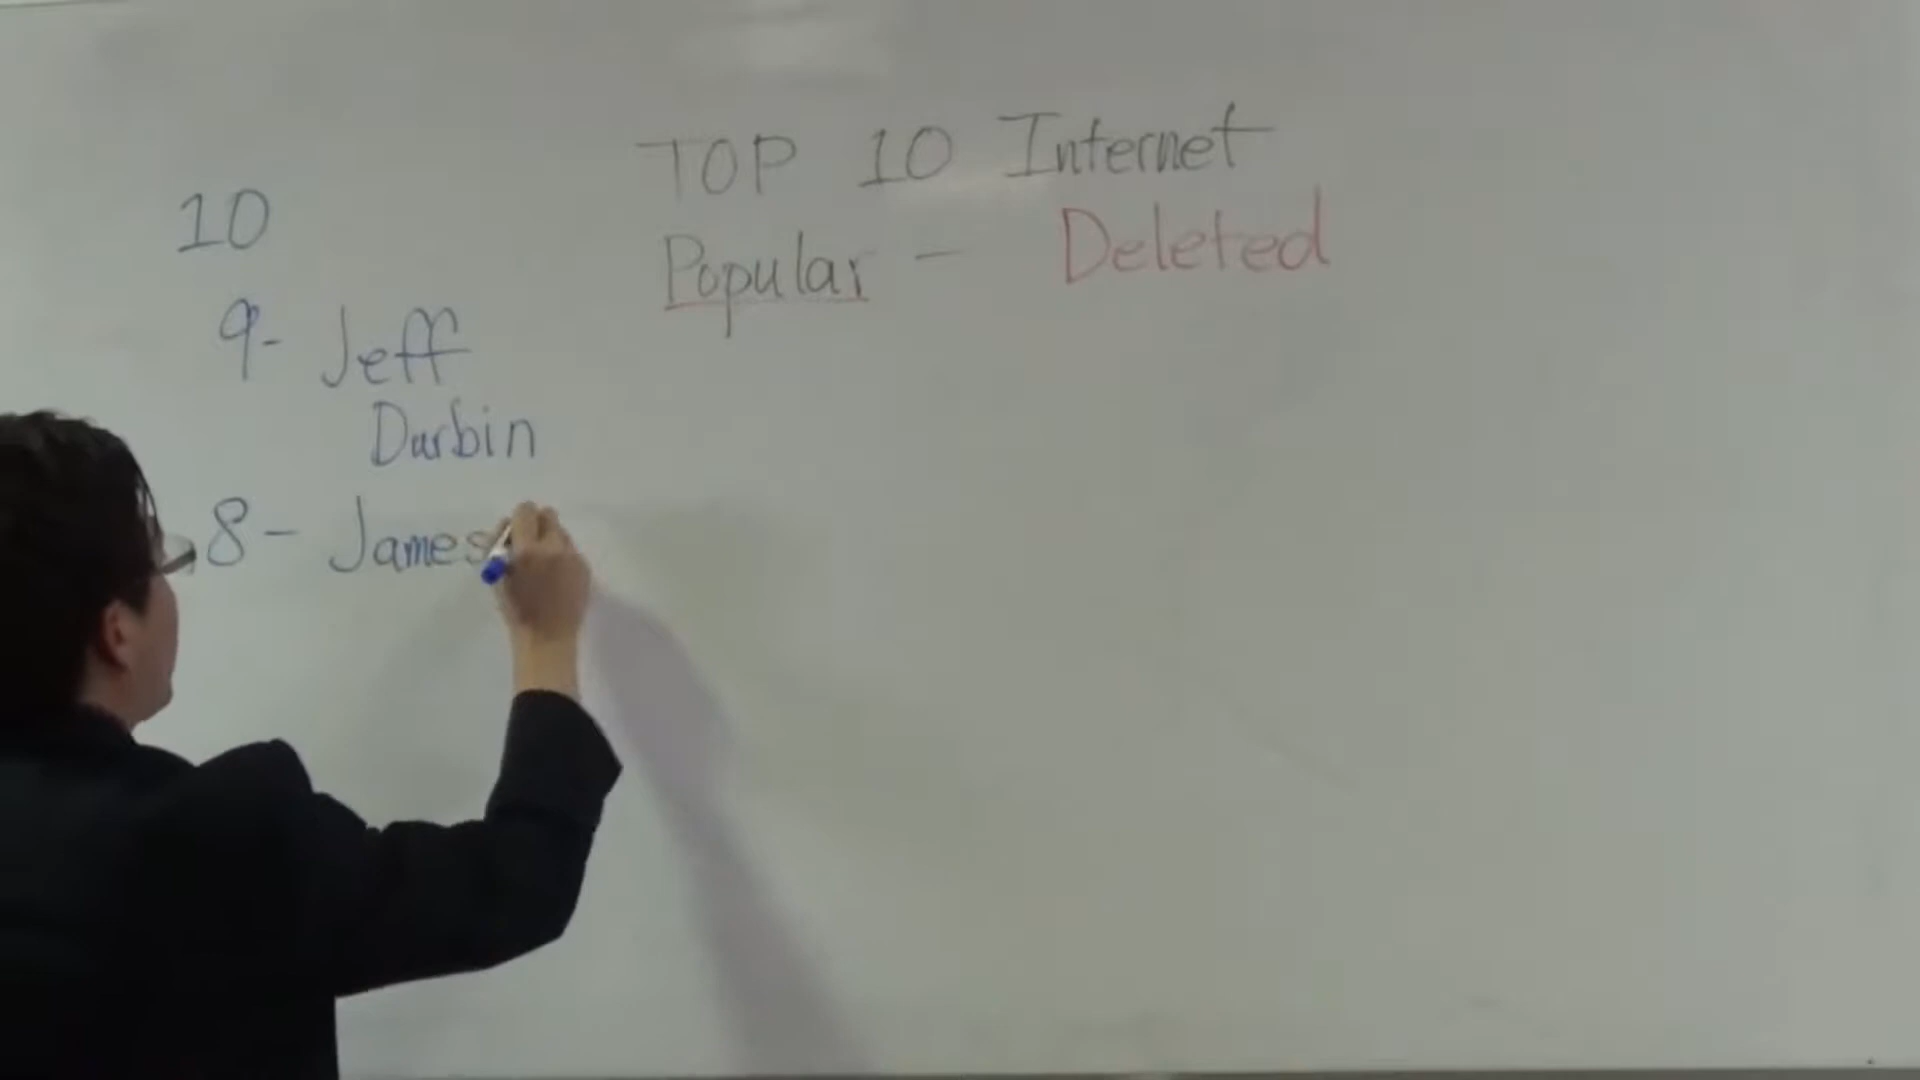 TOP 10 Internet
Popular - Deleted
10
9- Jeff
Durbin
8- James